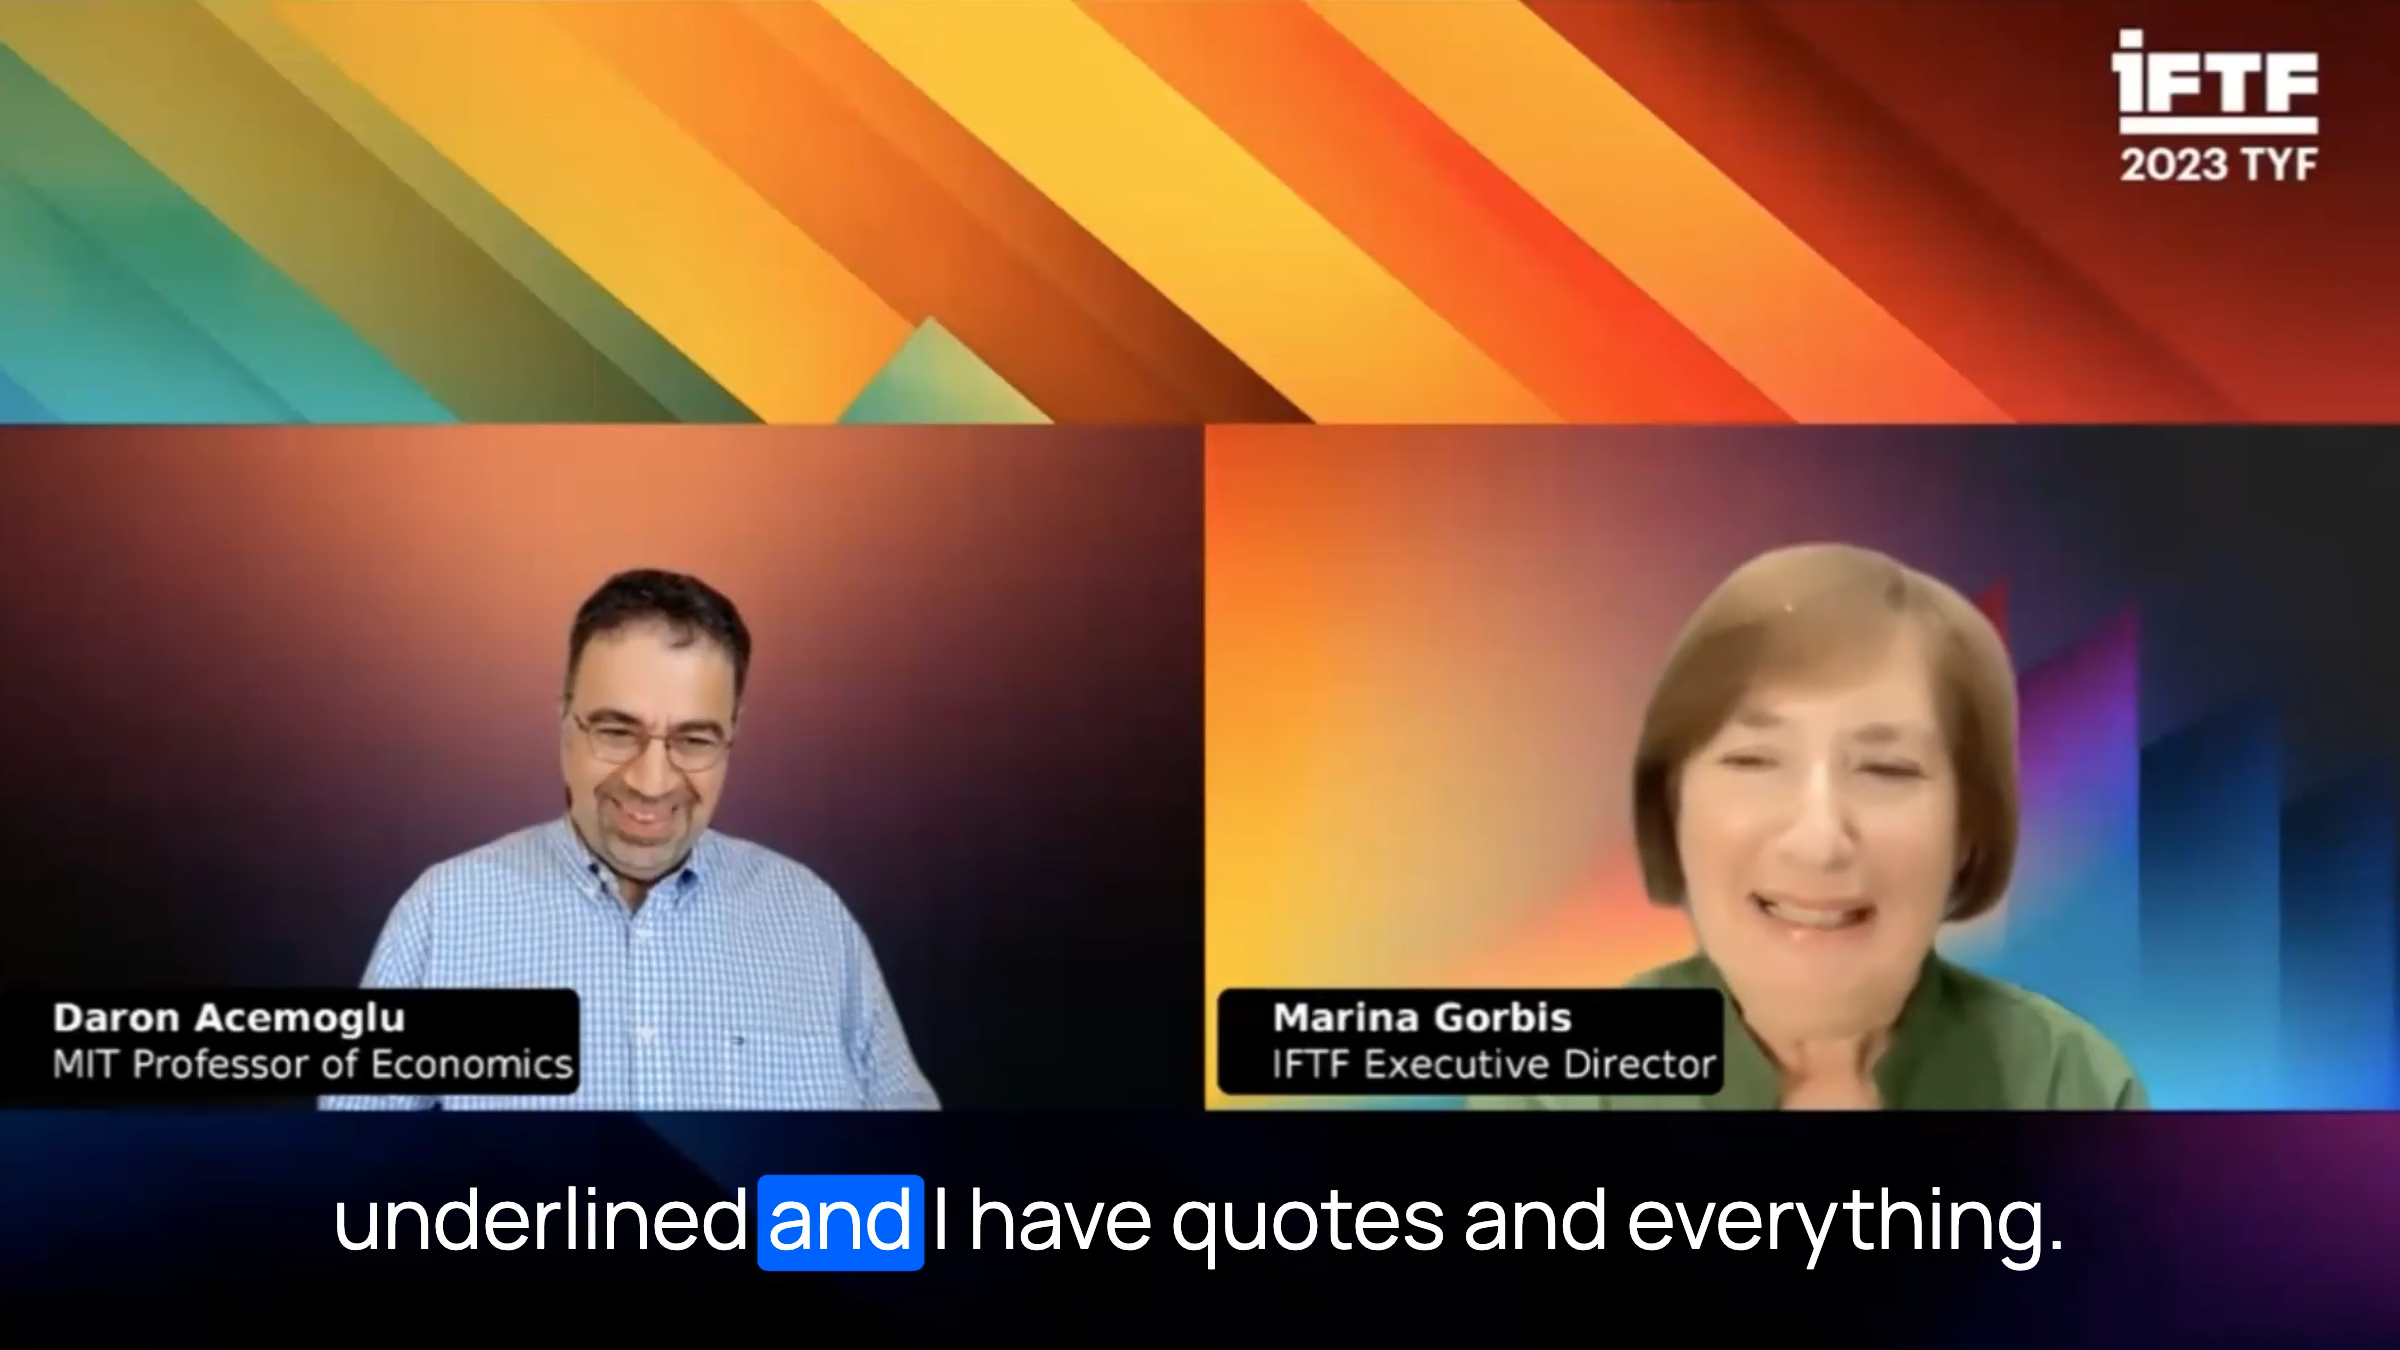 iFTF
2023 TYF
Daron Acemoglu
MIT Professor of Economics
Marina Gorbis
IFTF Executive Director
underlined and I have quotes and everything.